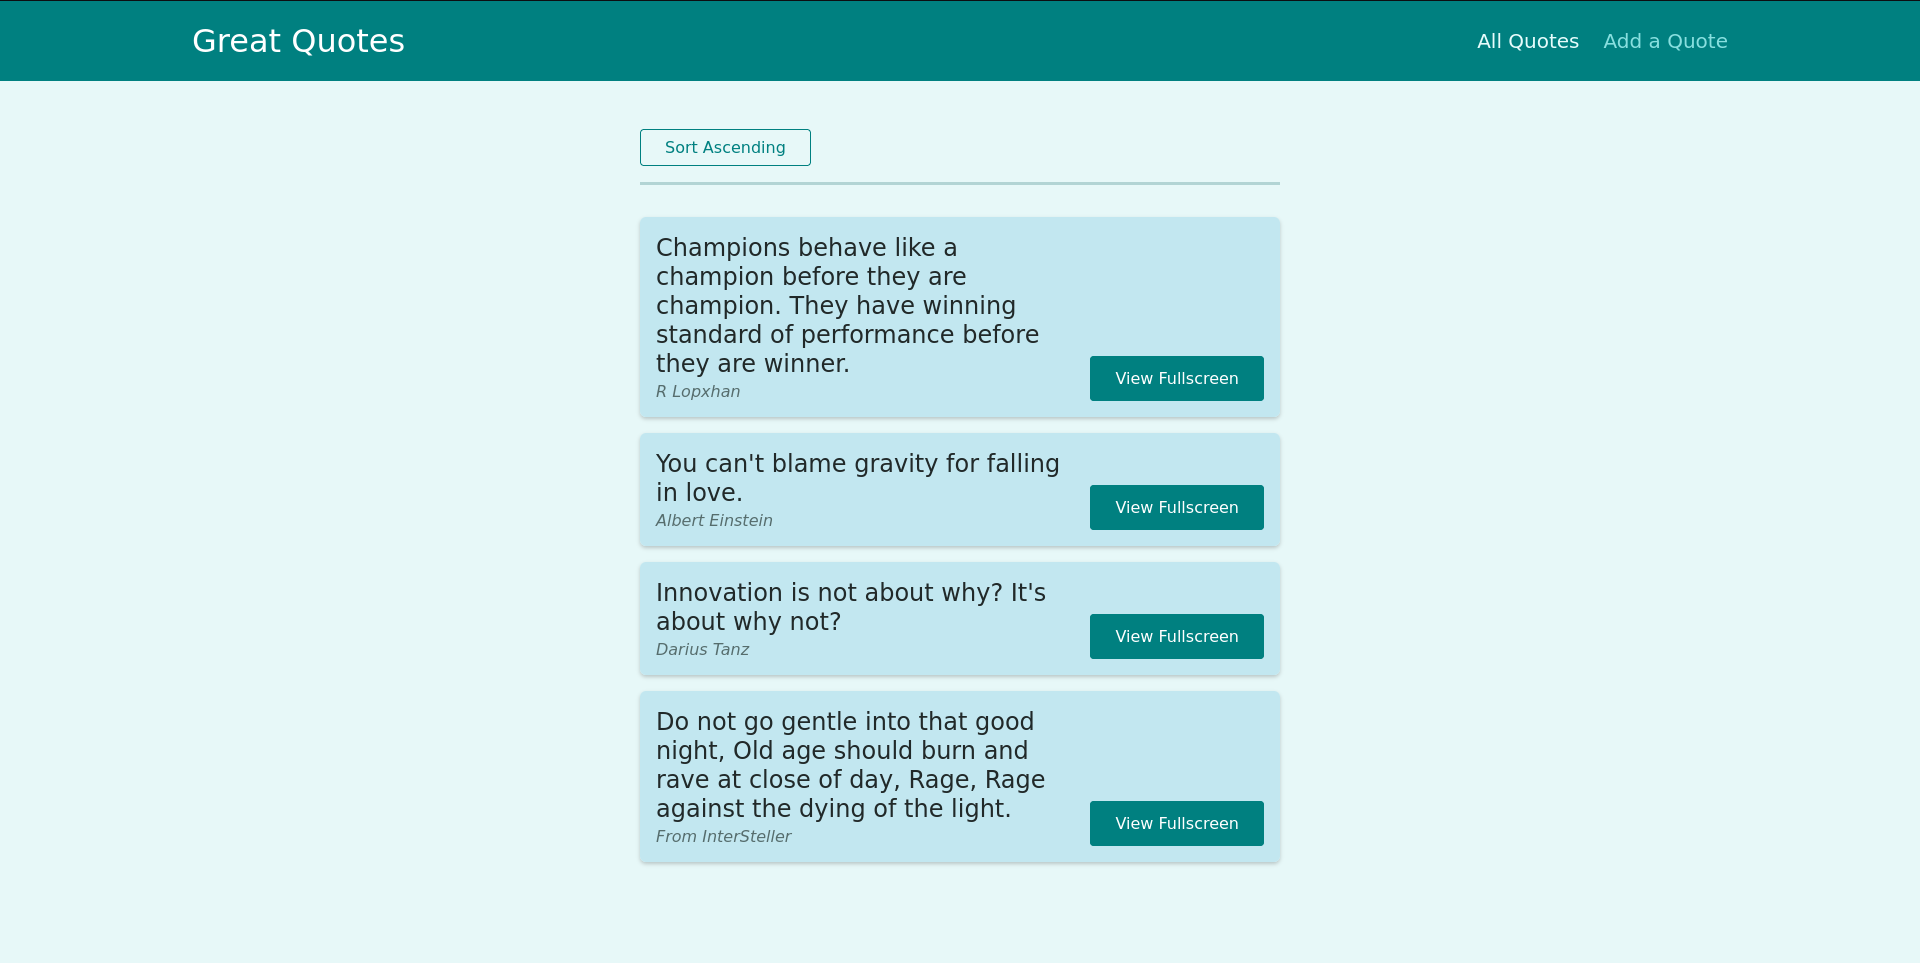 Great Quotes
All Quotes
Add a Quote
Sort Ascending
Champions behave like a
champion before they are
champion. They have winning
standard of performance before
they are winner.
R Lopxhan
View Fullscreen
You can't blame gravity for falling
in love.
Albert Einstein
View Fullscreen
Innovation is not about why? It's
about why not?
Darius Tanz
View Fullscreen
Do not go gentle into that good
night, Old age should burn and
rave at close of day, Rage, Rage
against the dying of the light.
From InterSteller
View Fullscreen